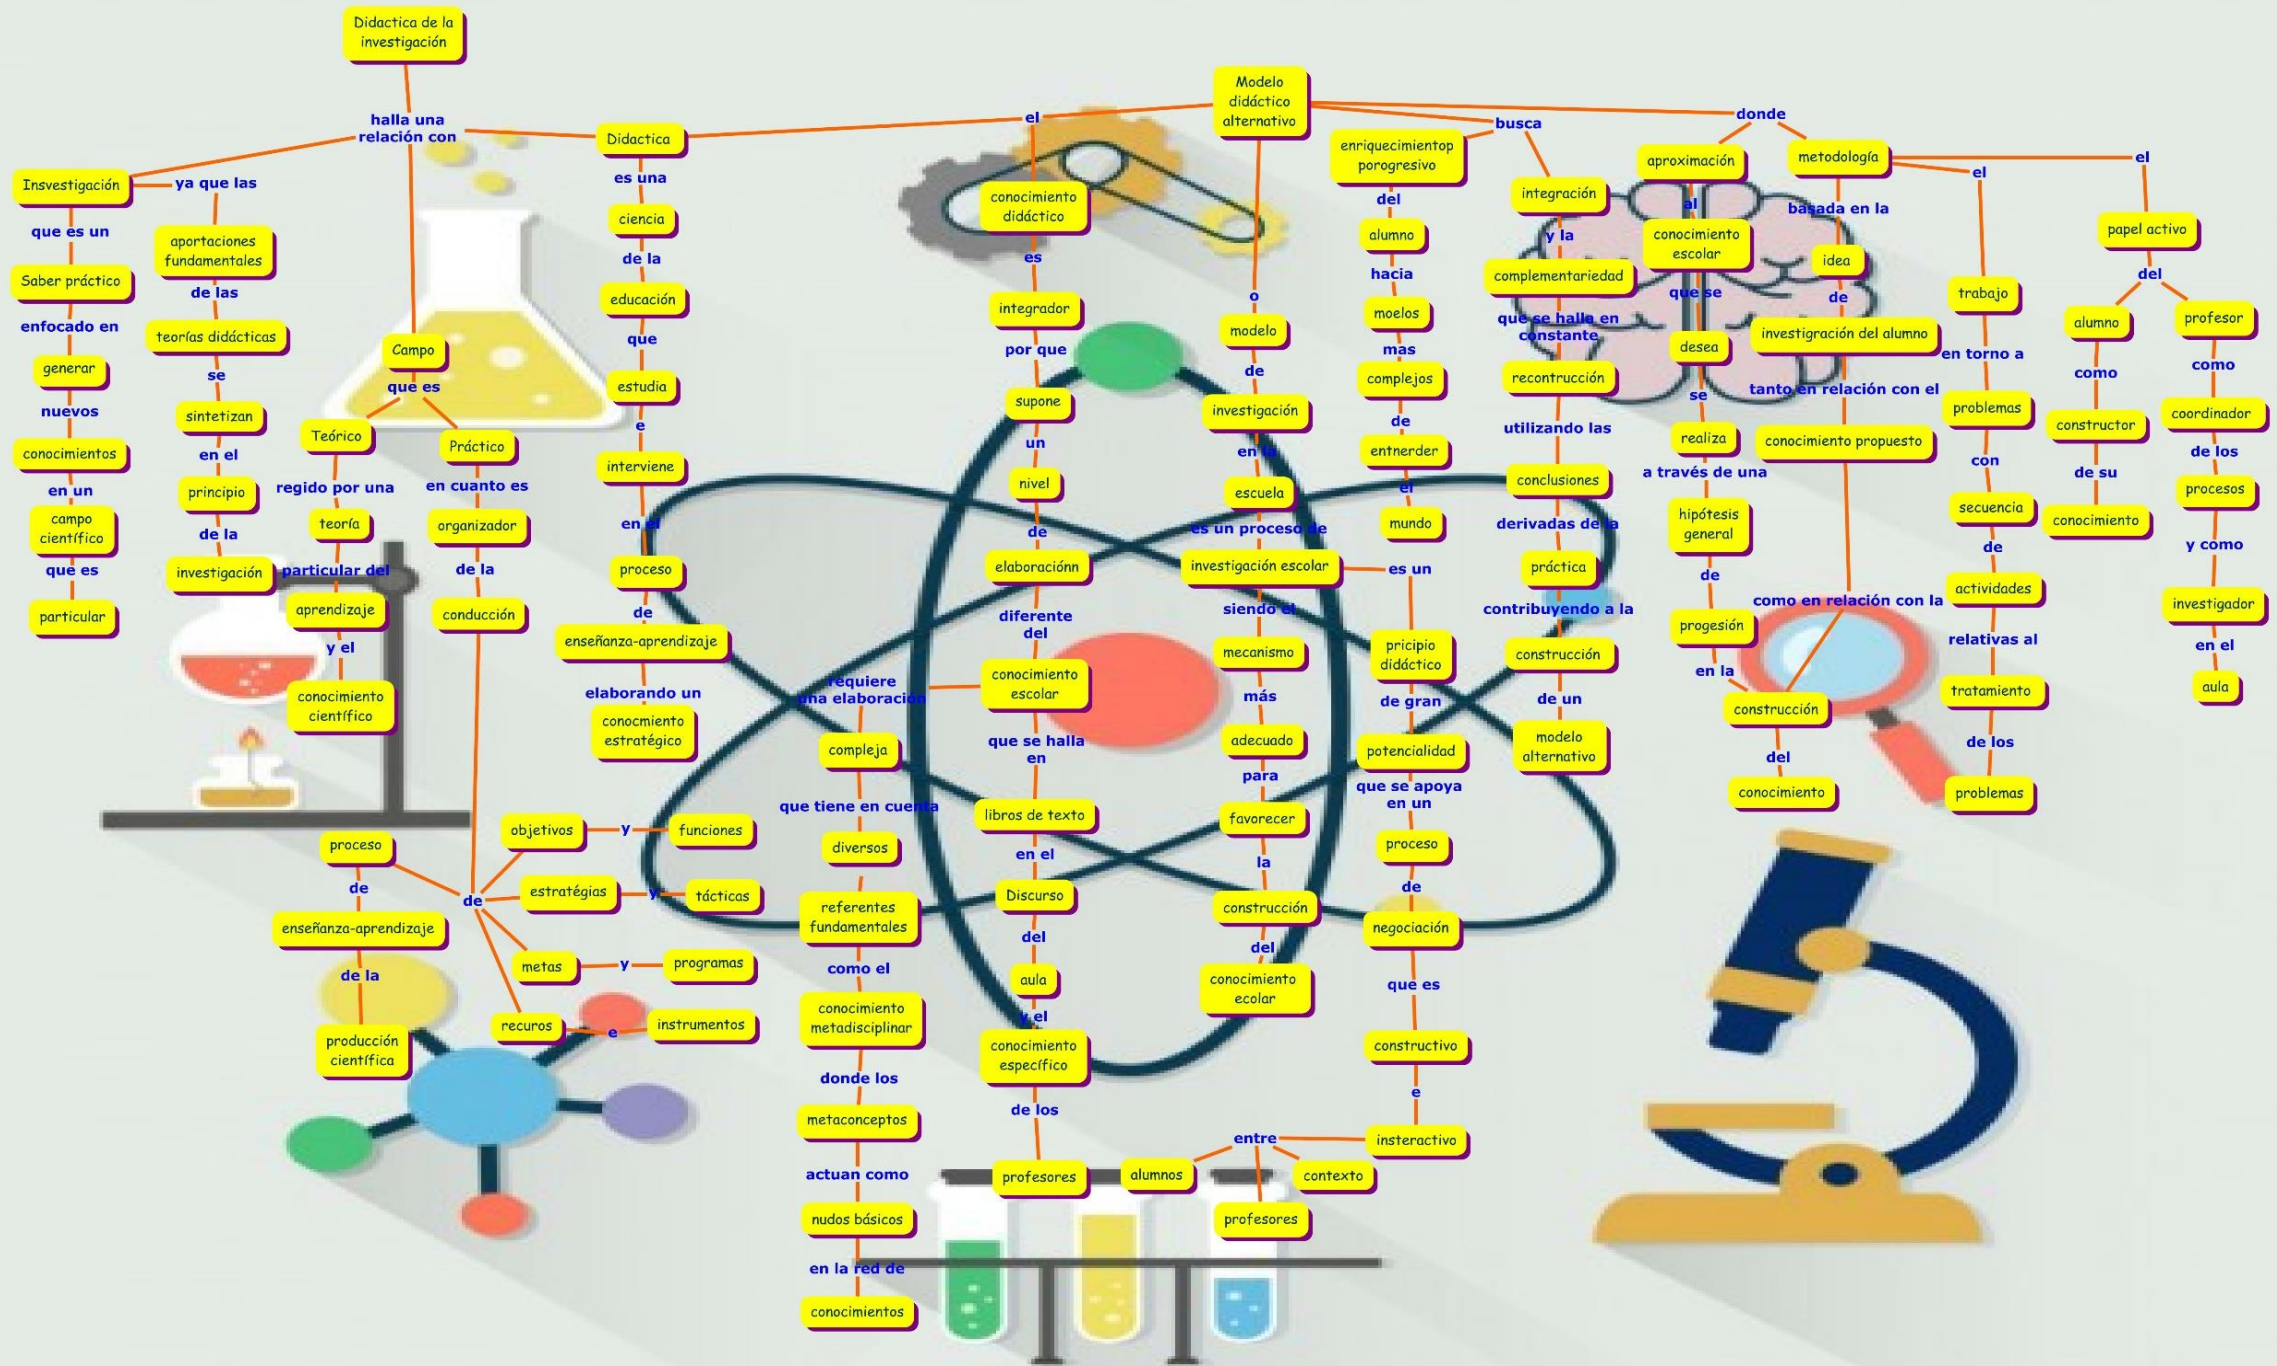 Didactica de la
investigación
halla una
relación con
Insvestigación
que es un
Saber práctico
enfocado en
generar
nuevos
conocimientos
en un
campo
científico
que es
particular
ya que las
aportaciones
fundamentales
de las
teorías didácticas
se
sintetizan
en el
principio
de la
investigación
Campo
que es
Teórico
regido por una
teoría
particular del
aprendizaje
y el
conocimiento
científico
Práctico
en cuanto es
organizador
de la
conducción
de
proceso
de
enseñanza-aprendizaje
de la
producción
científica
objetivos
y
funciones
estratégias
y
tácticas
metas
y
programas
recuros
e
instrumentos
Didactica
es una
ciencia
de la
educación
que
estudia
e
interviene
en el
proceso
de
enseñanza-aprendizaje
elaborando un
conocmiento
estratégico
Modelo
didáctico
alternativo
el
conocimiento
didáctico
es
integrador
por que
supone
un
nivel
de
elaboraciónn
diferente
del
conocimiento
escolar
requiere
una elaboración
compleja
que tiene en cuenta
diversos
referentes
fundamentales
como el
conocimiento
metadisciplinar
donde los
metaconceptos
actuan como
nudos básicos
en la red de
conocimientos
que se halla
en
libros de texto
en el
Discurso
del
aula
y el
conocimiento
específico
de los
profesores
o
modelo
de
investigación
en la
escuela
es un proceso de
investigación escolar
siendo el
mecanismo
más
adecuado
para
favorecer
la
construcción
del
conocimiento
ecolar
es un
pricipio
didáctico
de gran
potencialidad
que se apoya
en un
proceso
de
negociación
que es
constructivo
e
insteractivo
entre
alumnos
profesores
contexto
busca
enriquecimientop
porogresivo
del
alumno
hacia
moelos
mas
complejos
de
entnerder
el
mundo
integración
y la
complementariedad
que se halla en
constante
recontrucción
utilizando las
conclusiones
derivadas de la
práctica
contribuyendo a la
construcción
de un
modelo
alternativo
donde
aproximación
al
conocimiento
escolar
que se
desea
se
realiza
a través de una
hipótesis
general
de
progesión
en la
construcción
del
conocimiento
metodología
basada en la
idea
de
investigración del alumno
tanto en relación con el
conocimiento propuesto
como en relación con la
el
trabajo
en torno a
problemas
con
secuencia
de
actividades
relativas al
tratamiento
de los
problemas
el
papel activo
del
alumno
como
constructor
de su
conocimiento
profesor
como
coordinador
de los
procesos
y como
investigador
en el
aula